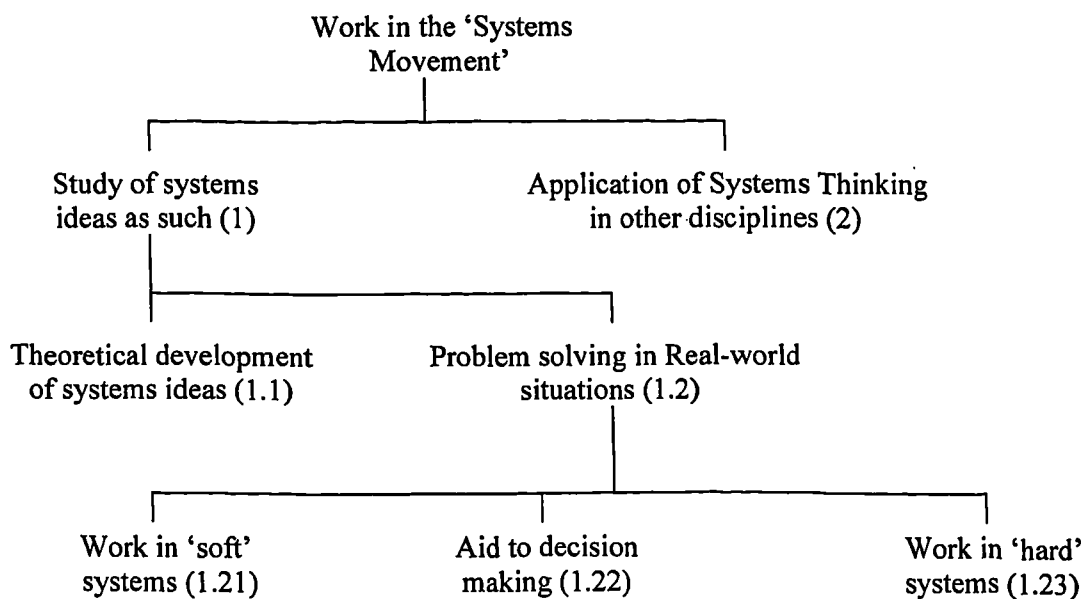 Work in the ‘Systems
Movement‘
Study of systems
ideas as such (1)
Application of Systems Thinking
in other disciplines (2)
Theoretical development
of systems ideas (1.1)
Problem solving in Real-world
situations (1.2)
Work in ‘soft’
systems (1.21)
Aid to decision
making (1.22)
Work in ‘hard’
systems (1.23)